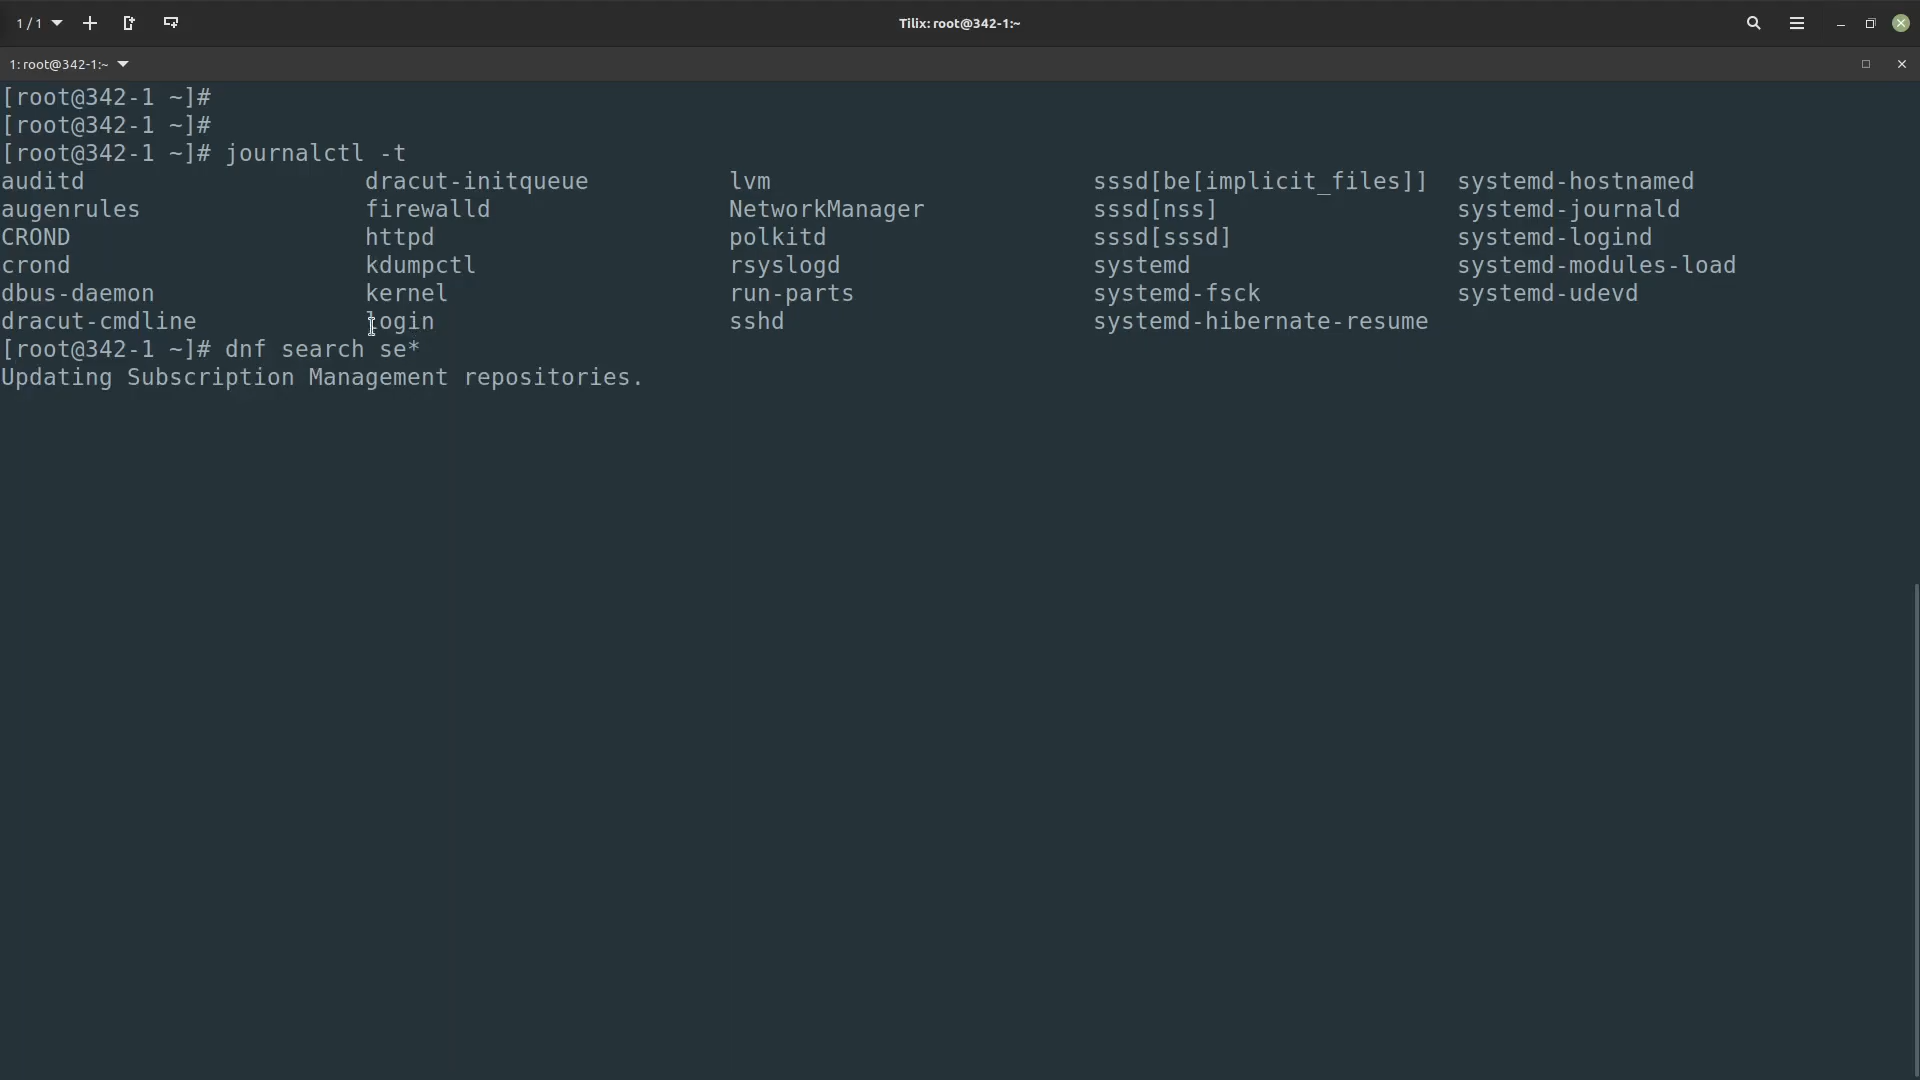 1 / 1 Tilix: root@342-1:~
1: root@342-1:~
[root@342-1 ~]#
[root@342-1 ~]#
[root@342-1 ~]# journalctl -t
auditd dracut-initqueue lvm sssd[be[implicit_files]] systemd-hostnamed
augenrules firewalld NetworkManager sssd[nss] systemd-journald
CROND httpd polkitd sssd[sssd] systemd-logind
crond kdumpctl rsyslogd systemd systemd-modules-load
dbus-daemon kernel run-parts systemd-fsck systemd-udevd
dracut-cmdline login sshd systemd-hibernate-resume
[root@342-1 ~]# dnf search se*
Updating Subscription Management repositories.